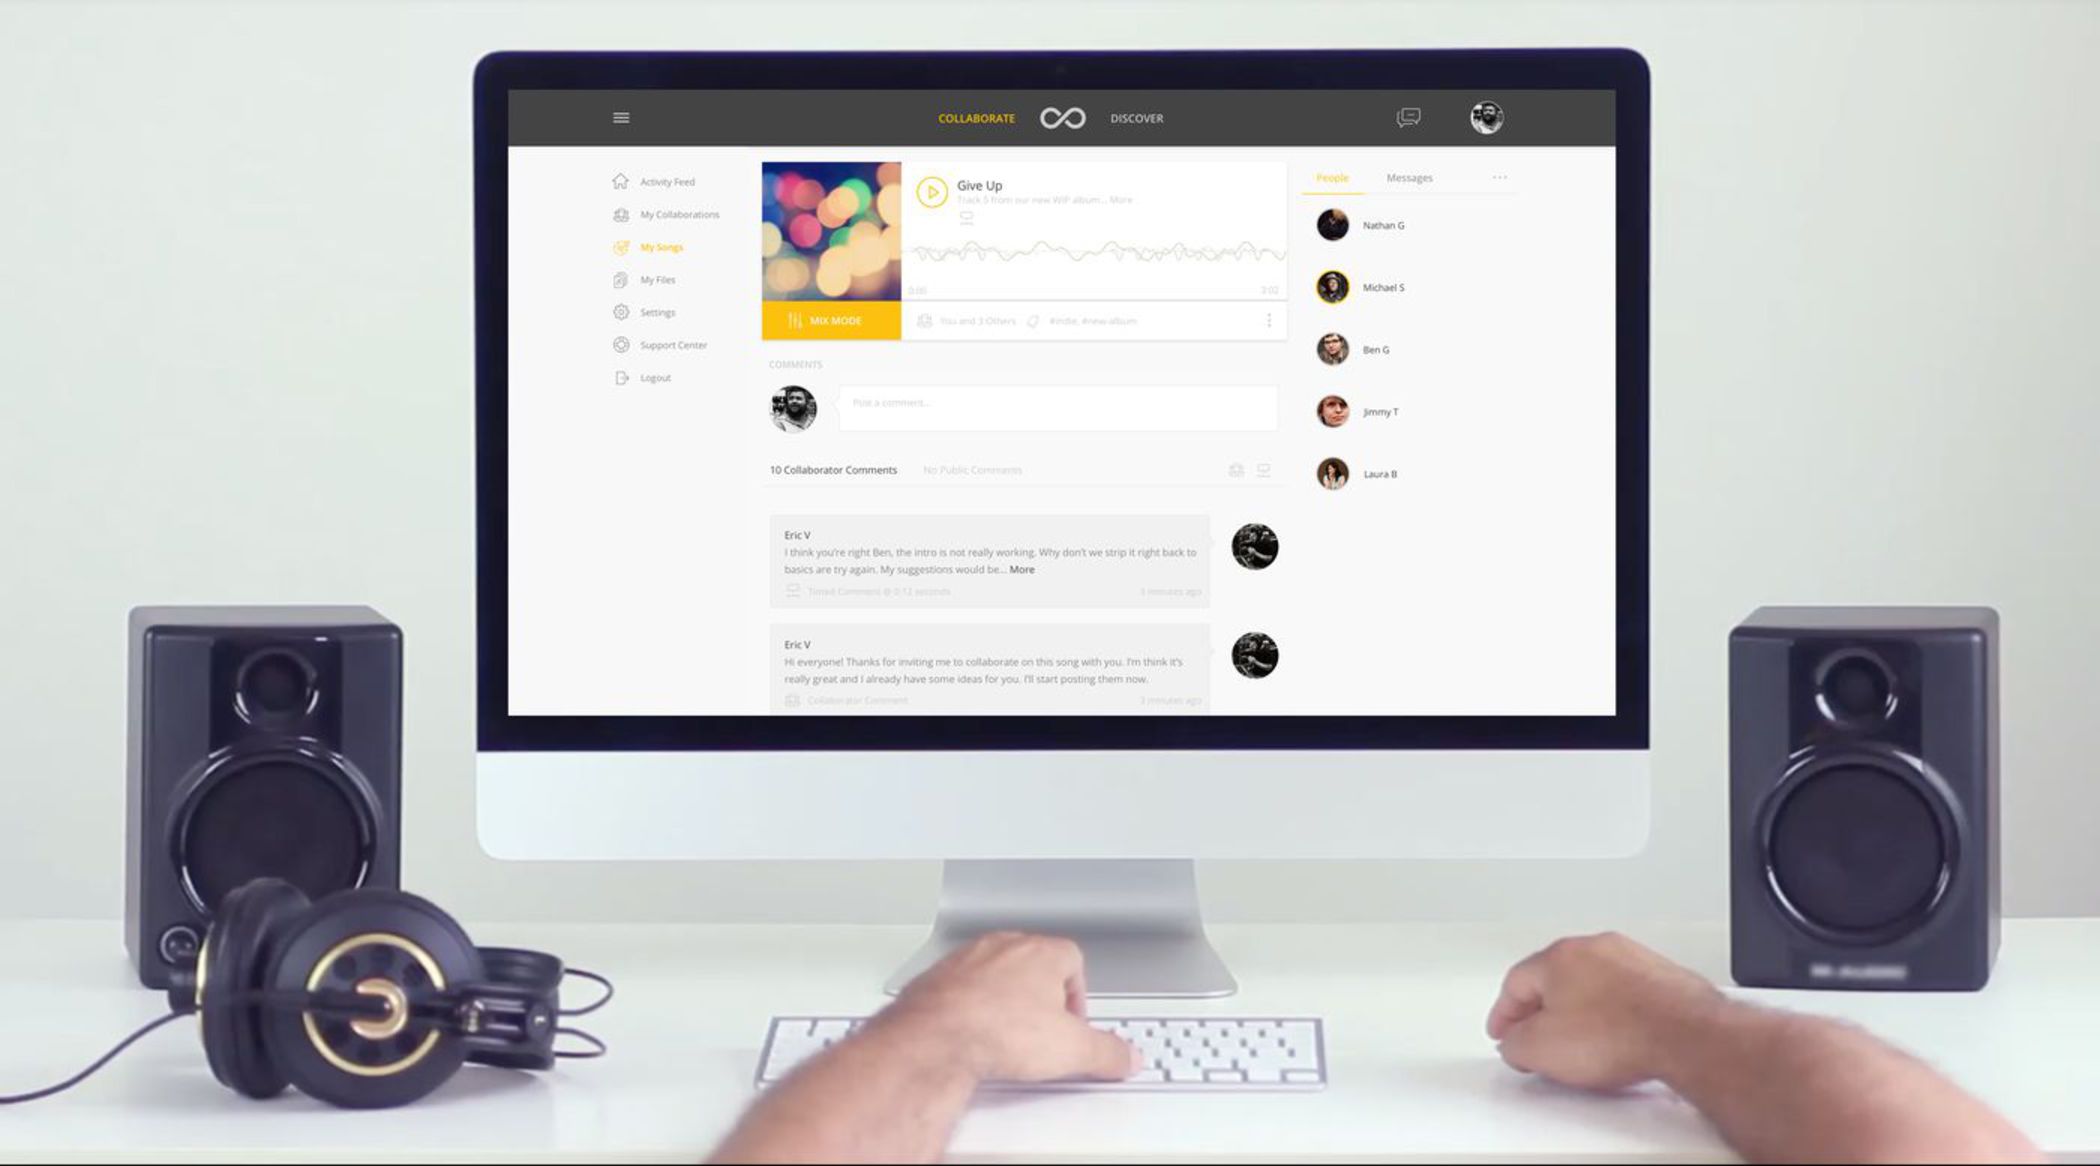 COLLABORATE
DISCOVER
Activity Feed
My Collaborations
My Songs
My Files
Settings
Support Center
Logout
Give Up
Track 5 from our new WIP album... More
0:00
3:02
MIX MODE
You and 3 Others
#indie, #new album
COMMENTS
Post a comment...
10 Collaborator Comments
No Public Comments
Eric V
I think you're right Ben, the intro is not really working. Why don't we strip it right back to
basics are try again. My suggestions would be... More
Timed Comment @ 0:12 seconds
3 minutes ago
Eric V
Hi everyone! Thanks for inviting me to collaborate on this song with you. I'm think it's
really great and I already have some ideas for you. I'll start posting them now.
Collaborator Comment
3 minutes ago
People
Messages
Nathan G
Michael S
Ben G
Jimmy T
Laura B